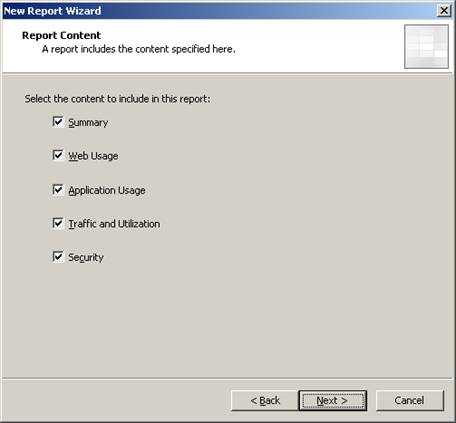 New Report Wizard
Report Content
A report includes the content specified here.
Select the content to include in this report:
Summary
Web Usage
Application Usage
Traffic and Utilization
Security
< Back Next > Cancel